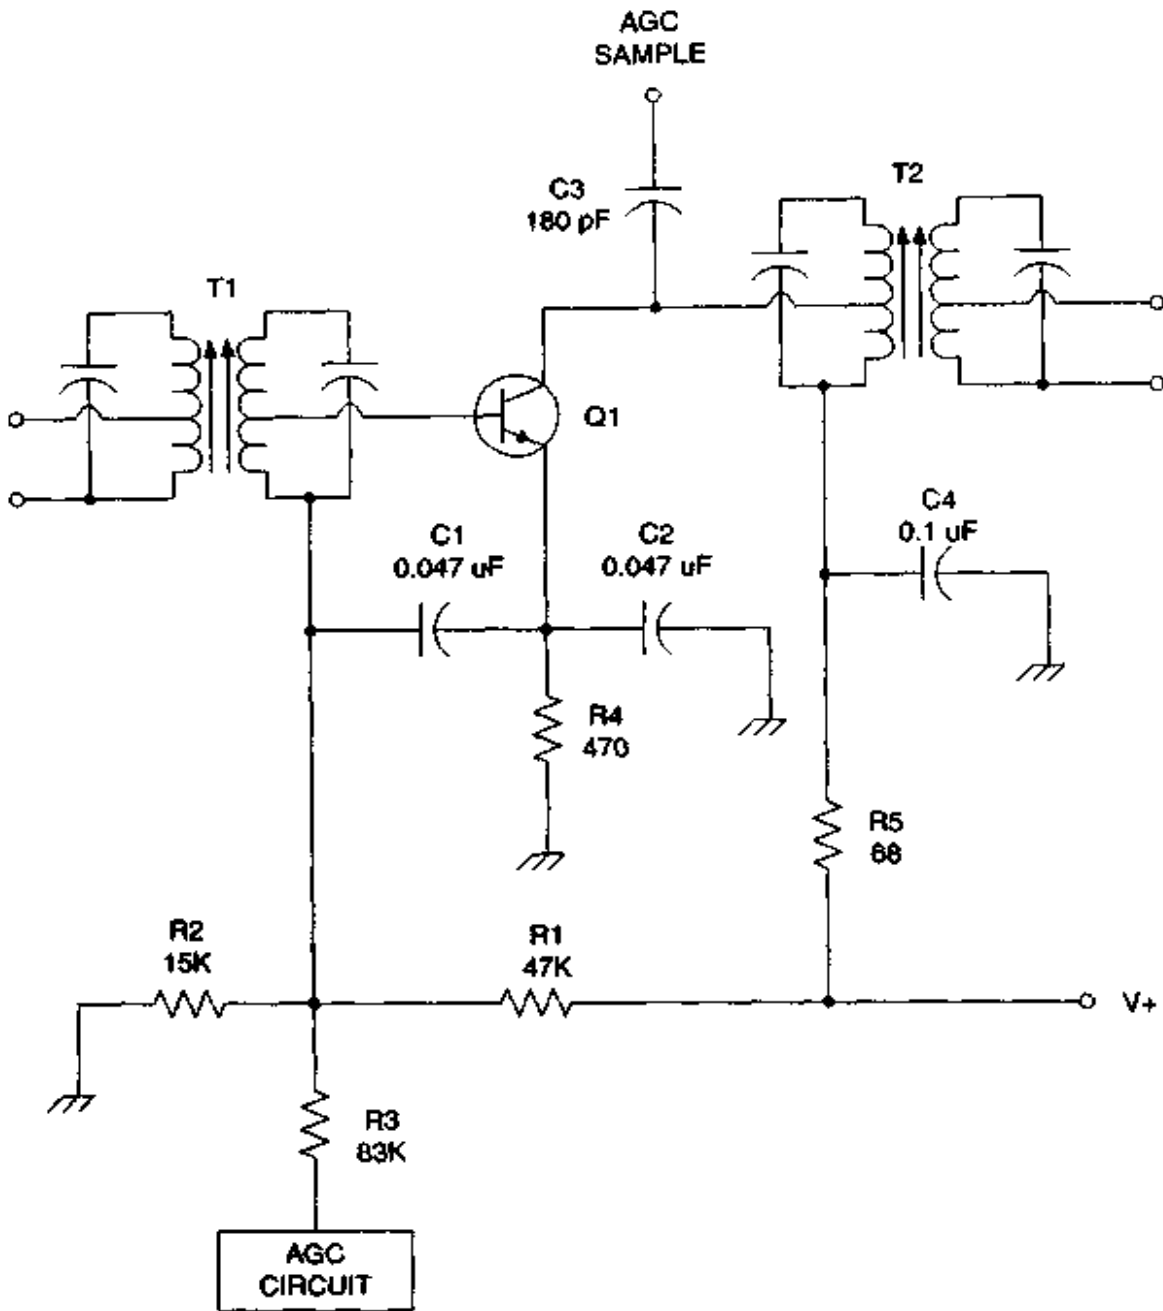 AGC
SAMPLE
C3
180 pF
T2
T1
Q1
C1
0.047 uF
C2
0.047 uF
C4
0.1 uF
R4
470
R5
68
R2
15K
R1
47K
V+
R3
83K
AGC
CIRCUIT